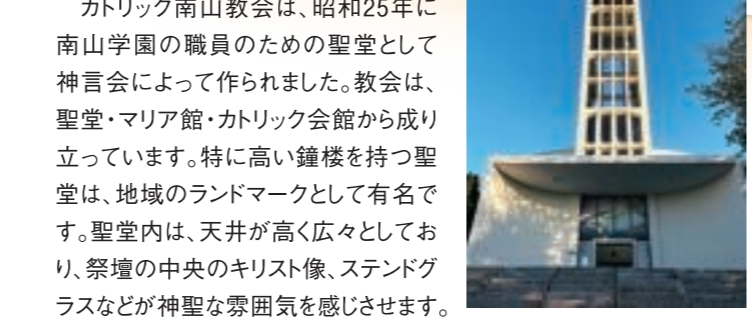 カトリック南山教会は、昭和25年に
南山学園の職員のための聖堂として
神言会によって作られました。教会は、
聖堂・マリア館・カトリック会館から成り
立っています。特に高い鐘楼を持つ聖
堂は、地域のランドマークとして有名で
す。聖堂内は、天井が高く広々としてお
り、祭壇の中央のキリスト像、ステンドグ
ラスなどが神聖な雰囲気を感じさせます。